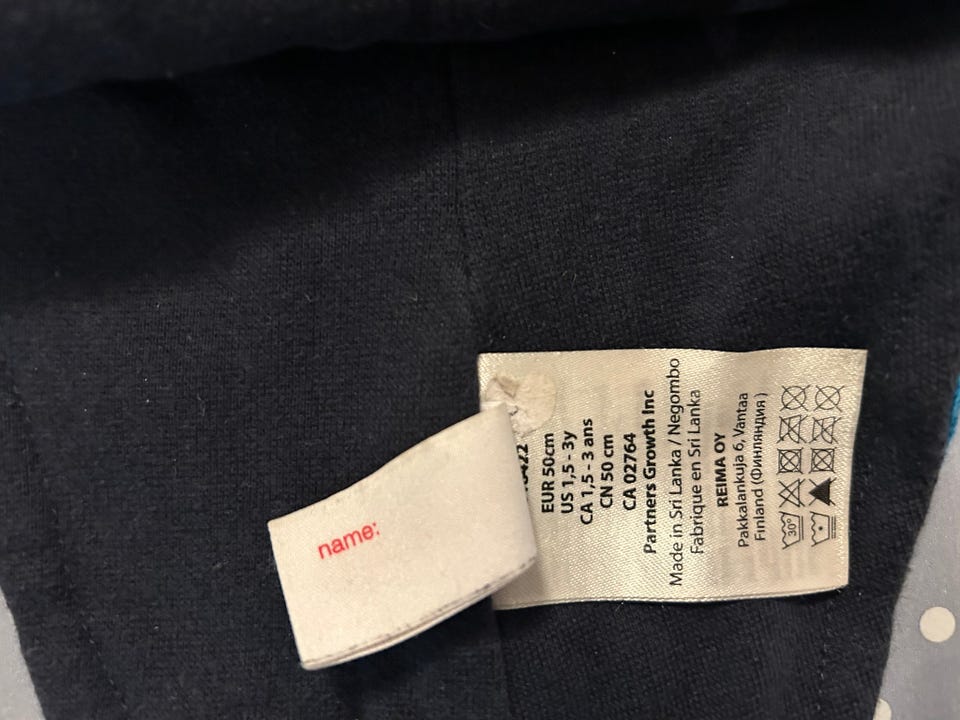 name:
EUR 50cm
US 1,5 - 3y
CA 1,5 - 3 ans
CN 50 cm
CA 02764
Partners Growth Inc
Made in Sri Lanka / Negombo
Fabrique en Sri Lanka
REIMA OY
Pakkalankuja 6, Vantaa
Finland (Финляндия)
30°